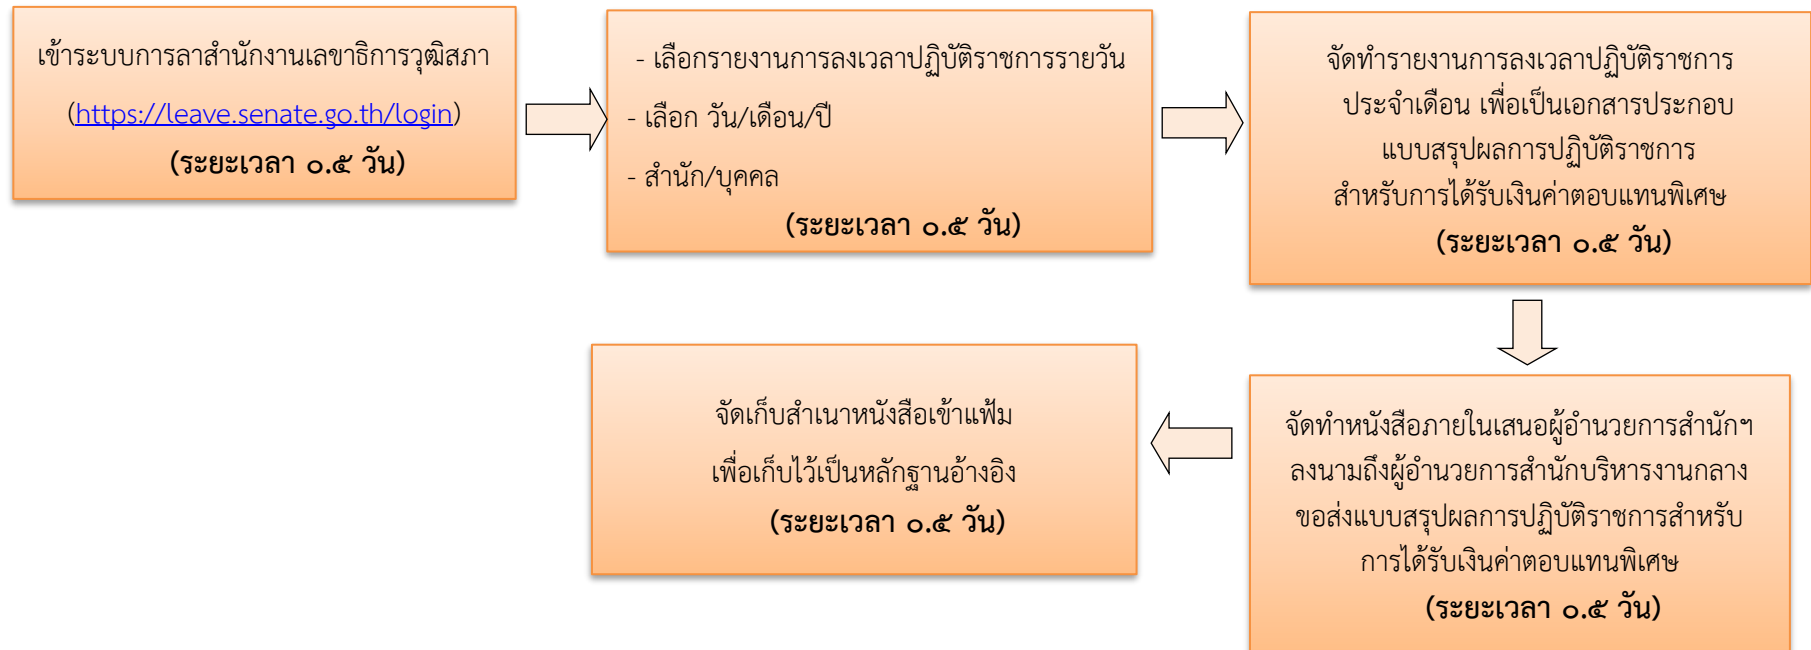 เข้าระบบการลาสำนักงานเลขาธิการวุฒิสภา
(https://leave.senate.go.th/login)
(ระยะเวลา ๐.๕ วัน)
- เลือกรายงานการลงเวลาปฏิบัติราชการรายวัน
- เลือก วัน/เดือน/ปี
- สำนัก/บุคคล
(ระยะเวลา ๐.๕ วัน)
จัดทำรายงานการลงเวลาปฏิบัติราชการ
ประจำเดือน เพื่อเป็นเอกสารประกอบ
แบบสรุปผลการปฏิบัติราชการ
สำหรับการได้รับเงินค่าตอบแทนพิเศษ
(ระยะเวลา ๐.๕ วัน)
จัดทำหนังสือภายในเสนอผู้อำนวยการสำนักฯ
ลงนามถึงผู้อำนวยการสำนักบริหารงานกลาง
ขอส่งแบบสรุปผลการปฏิบัติราชการสำหรับ
การได้รับเงินค่าตอบแทนพิเศษ
(ระยะเวลา ๐.๕ วัน)
จัดเก็บสำเนาหนังสือเข้าแฟ้ม
เพื่อเก็บไว้เป็นหลักฐานอ้างอิง
(ระยะเวลา ๐.๕ วัน)